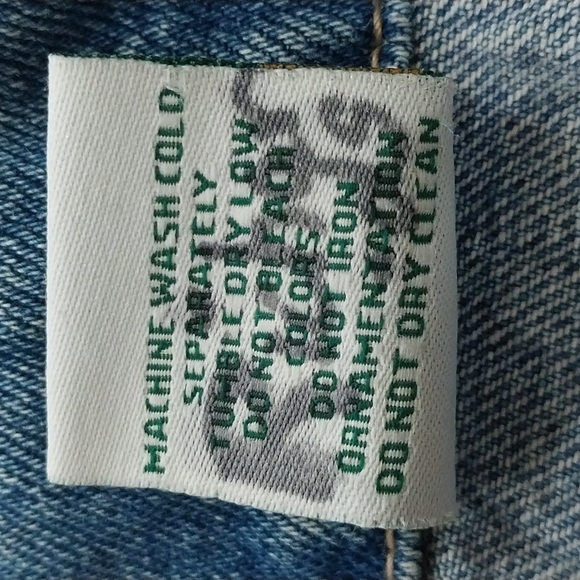 MACHINE WASH COLD
SEPARATELY
TUMBLE DRY LOW
DO NOT BLEACH
COLORS
DO NOT IRON
ORNAMENTATION
DO NOT DRY CLEAN